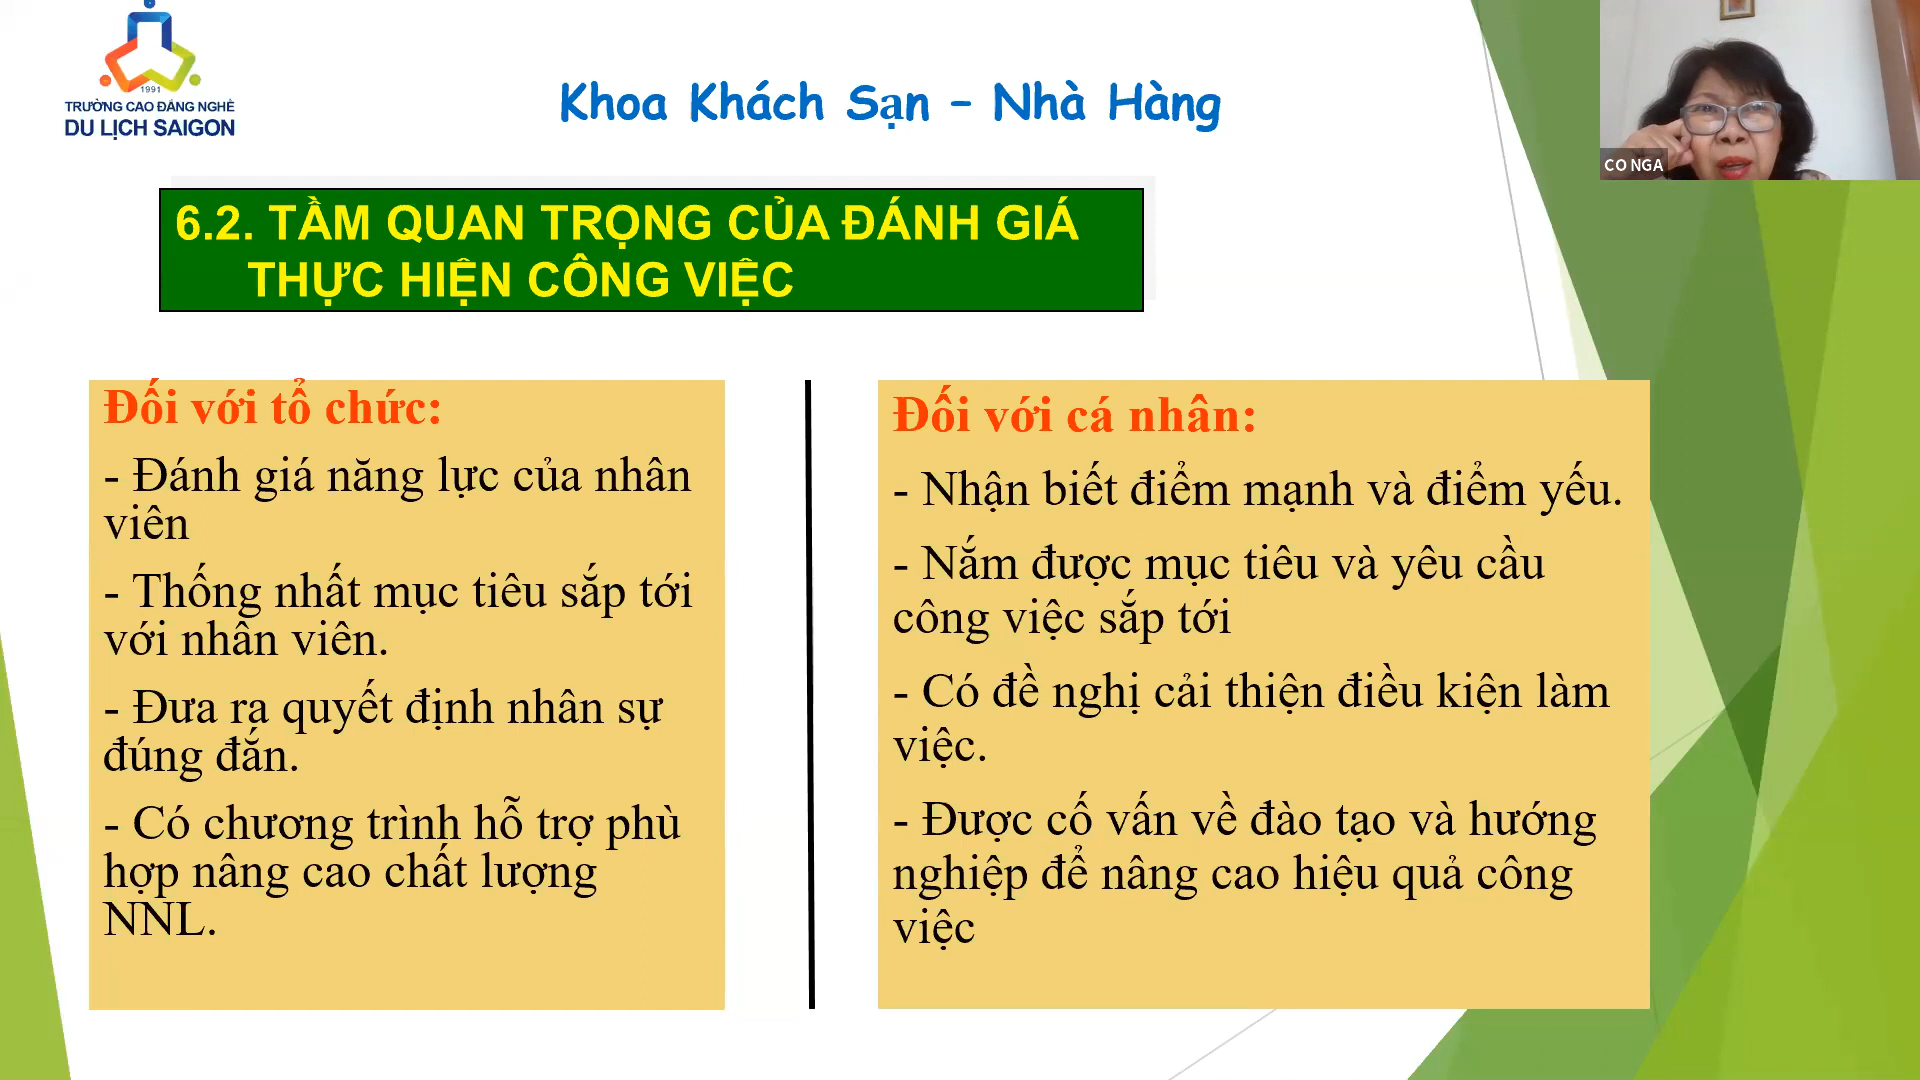 1991
TRƯỜNG CAO ĐẲNG NGHỀ
DU LỊCH SAIGON
Khoa Khách Sạn – Nhà Hàng
CO NGA
6.2. TẦM QUAN TRỌNG CỦA ĐÁNH GIÁ
THỰC HIỆN CÔNG VIỆC
Đối với tổ chức:
- Đánh giá năng lực của nhân
viên
- Thống nhất mục tiêu sắp tới
với nhân viên.
- Đưa ra quyết định nhân sự
đúng đắn.
- Có chương trình hỗ trợ phù
hợp nâng cao chất lượng
NNL.
Đối với cá nhân:
- Nhận biết điểm mạnh và điểm yếu.
- Nắm được mục tiêu và yêu cầu
công việc sắp tới
- Có đề nghị cải thiện điều kiện làm
việc.
- Được cố vấn về đào tạo và hướng
nghiệp để nâng cao hiệu quả công
việc